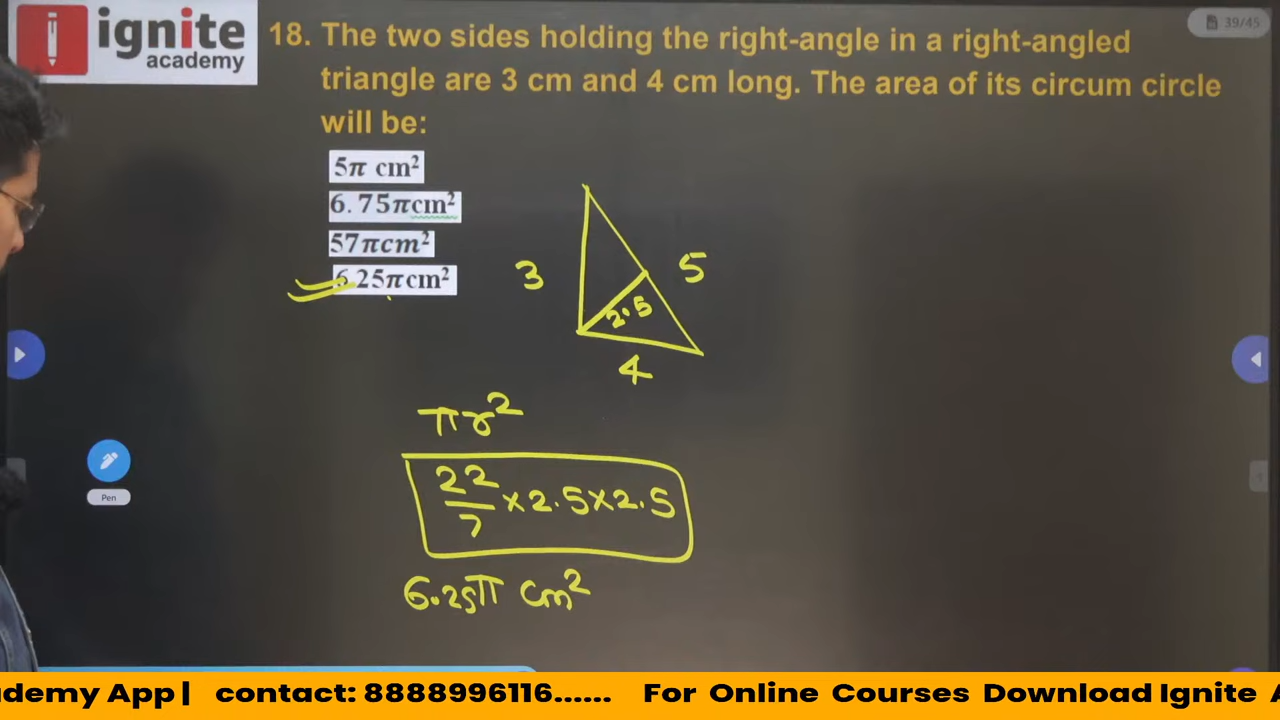 ignite
academy
39/45
18. The two sides holding the right-angle in a right-angled
triangle are 3 cm and 4 cm long. The area of its circum circle
will be:
5π cm²
6.75πcm²
57πcm²
6.25πcm²
3
5
2.5
4
πr²
22/7 ×2.5×2.5
6.25π cm²
Pen
ademy App | contact: 8888996116...... For Online Courses Download Ignite A